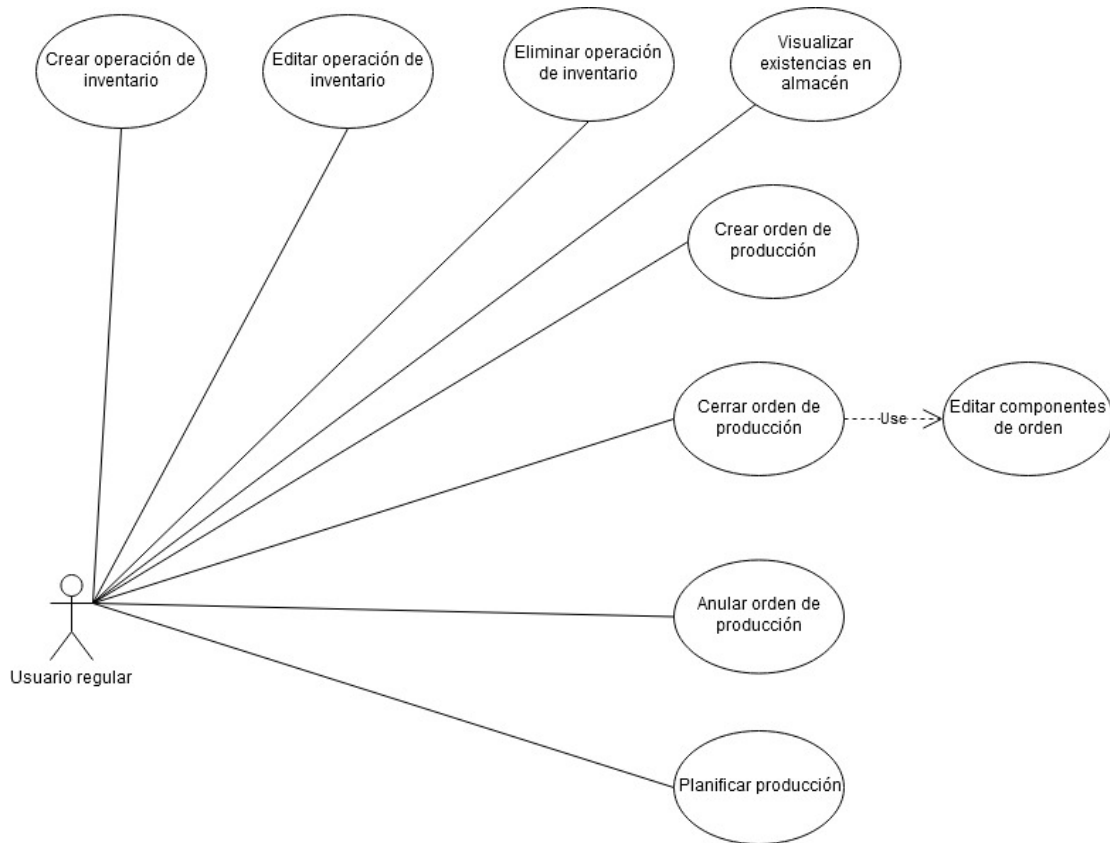 Crear operación de
inventario
Editar operación de
inventario
Eliminar operación
de inventario
Visualizar
existencias en
almacén
Crear orden de
producción
Cerrar orden de
producción
Use
Editar componentes
de orden
Anular orden de
producción
Usuario regular
Planificar producción